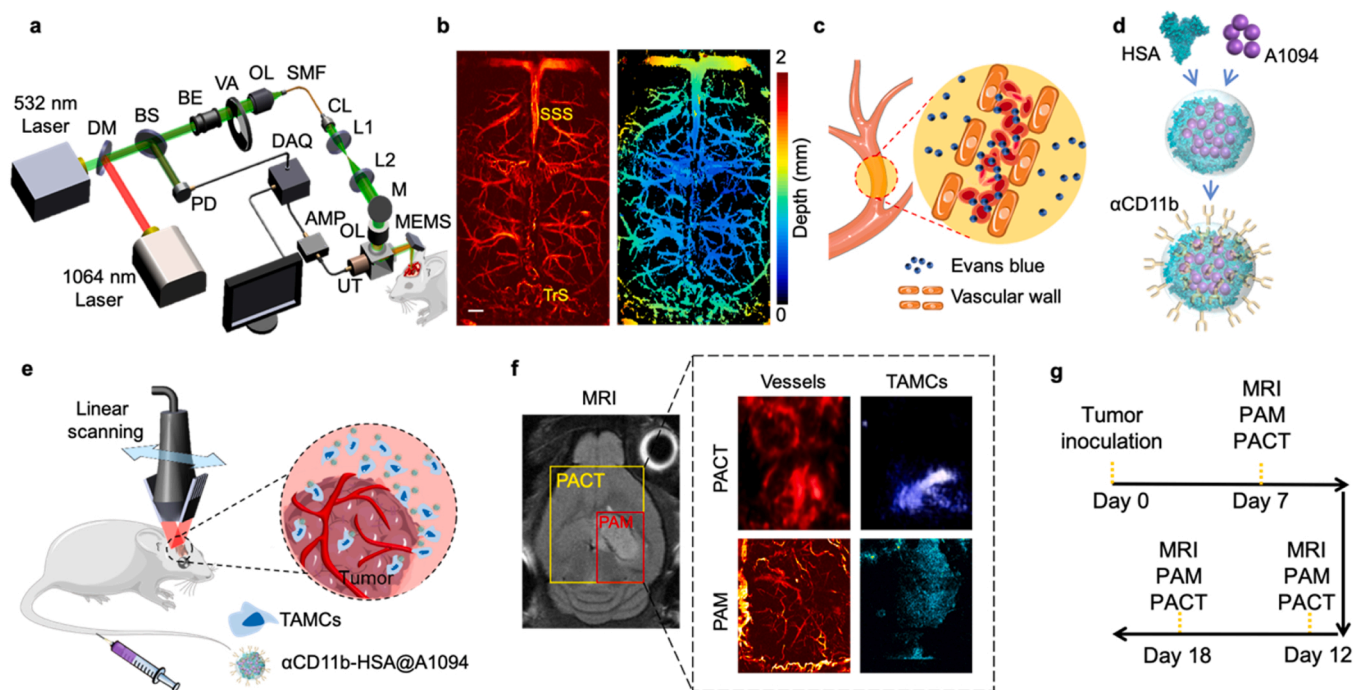 a
532 nm
Laser
DM
BS
BE
VA
OL
SMF
CL
L1
L2
M
MEMS
DAQ
PD
AMP
OL
UT
1064 nm
Laser
b
SSS
TrS
2
Depth (mm)
0
c
Evans blue
Vascular wall
d
HSA
A1094
αCD11b
e
Linear
scanning
Tumor
TAMCs
αCD11b-HSA@A1094
f
MRI
PACT
PAM
Vessels
TAMCs
PACT
PAM
g
Tumor
inoculation
MRI
PAM
PACT
Day 0
Day 7
MRI
PAM
PACT
MRI
PAM
PACT
Day 18
Day 12